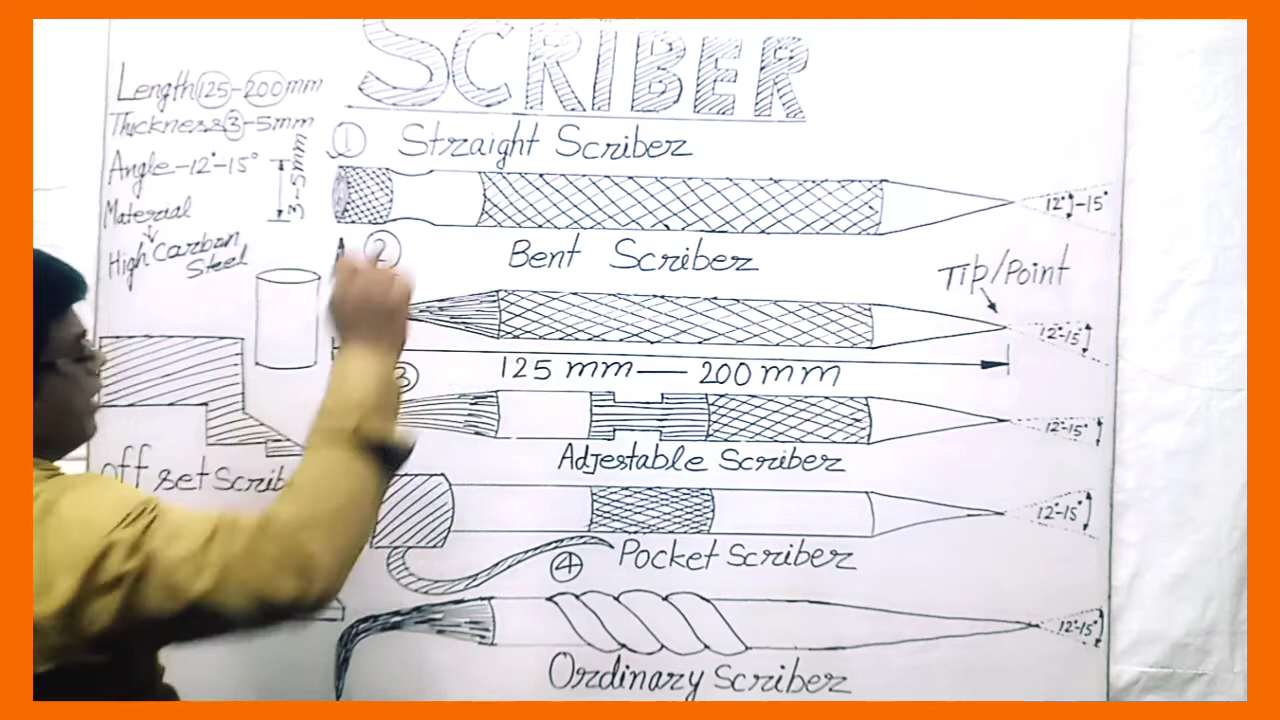 SCRIBER
Length 125-200mm
Thickness 3-5mm
Angle-12°-15°
Material
High Carbon
Steel
3-5mm
① Straight Scriber
12°-15°
② Bent Scriber
Tip/Point
12°-15°
125 mm — 200 mm
③
12°-15°
Adjestable Scriber
off set Scrib
12°-15°
④ Pocket Scriber
12°-15°
Ordinary Scriber